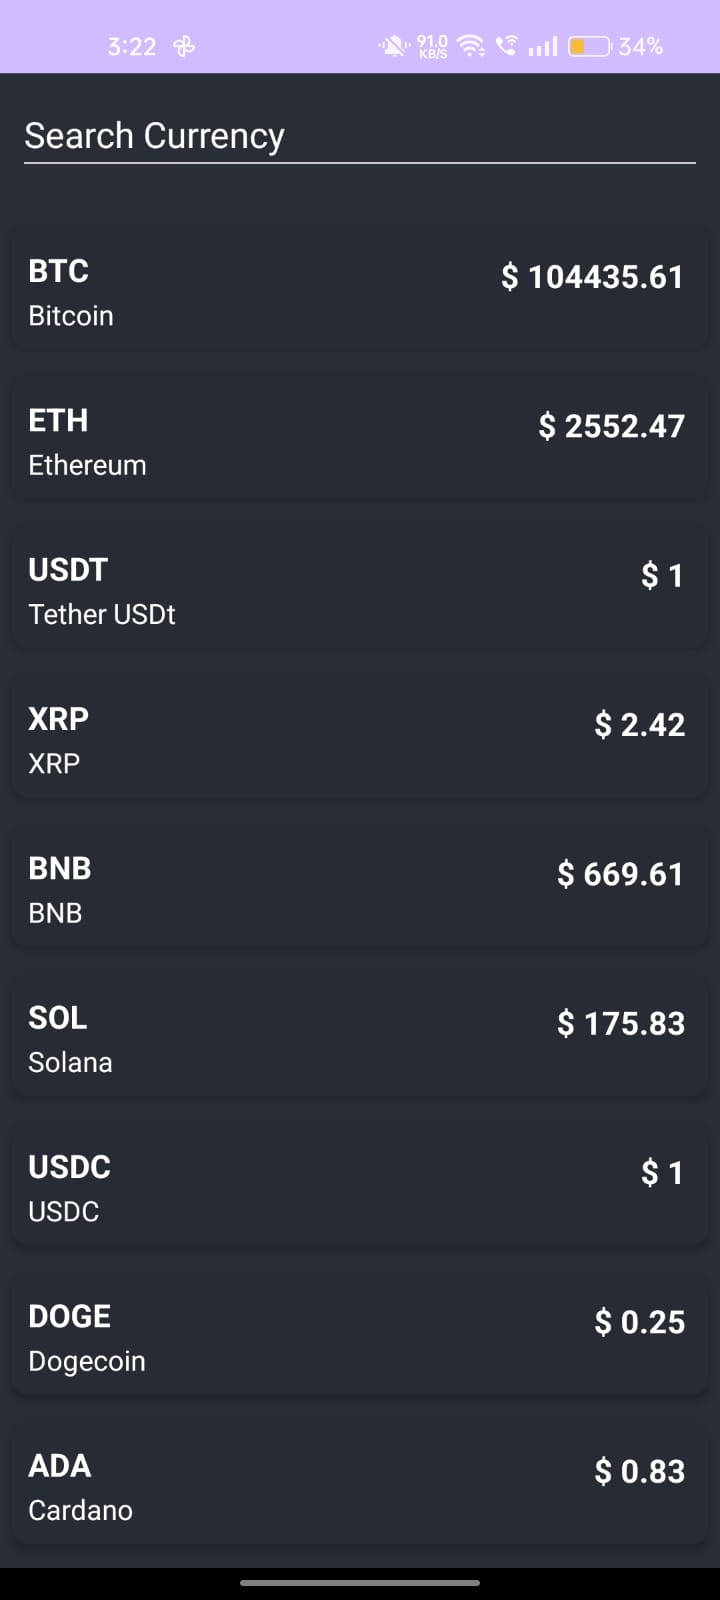 3:22 91.0 KB/S 34%
Search Currency
BTC $ 104435.61
Bitcoin
ETH $ 2552.47
Ethereum
USDT $ 1
Tether USDt
XRP $ 2.42
XRP
BNB $ 669.61
BNB
SOL $ 175.83
Solana
USDC $ 1
USDC
DOGE $ 0.25
Dogecoin
ADA $ 0.83
Cardano